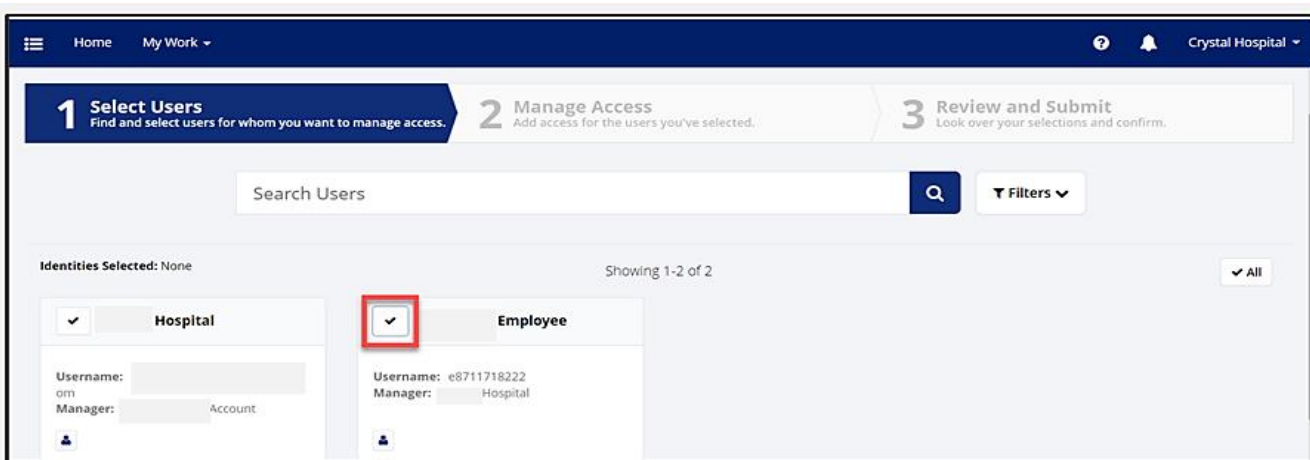 Home My Work Crystal Hospital
1 Select Users
Find and select users for whom you want to manage access.
2 Manage Access
Add access for the users you've selected.
3 Review and Submit
Look over your selections and confirm.
Search Users
Filters
Identities Selected: None
Showing 1-2 of 2
All
Hospital
Employee
Username:
om
Manager: Account
Username: e8711718222
Manager: Hospital